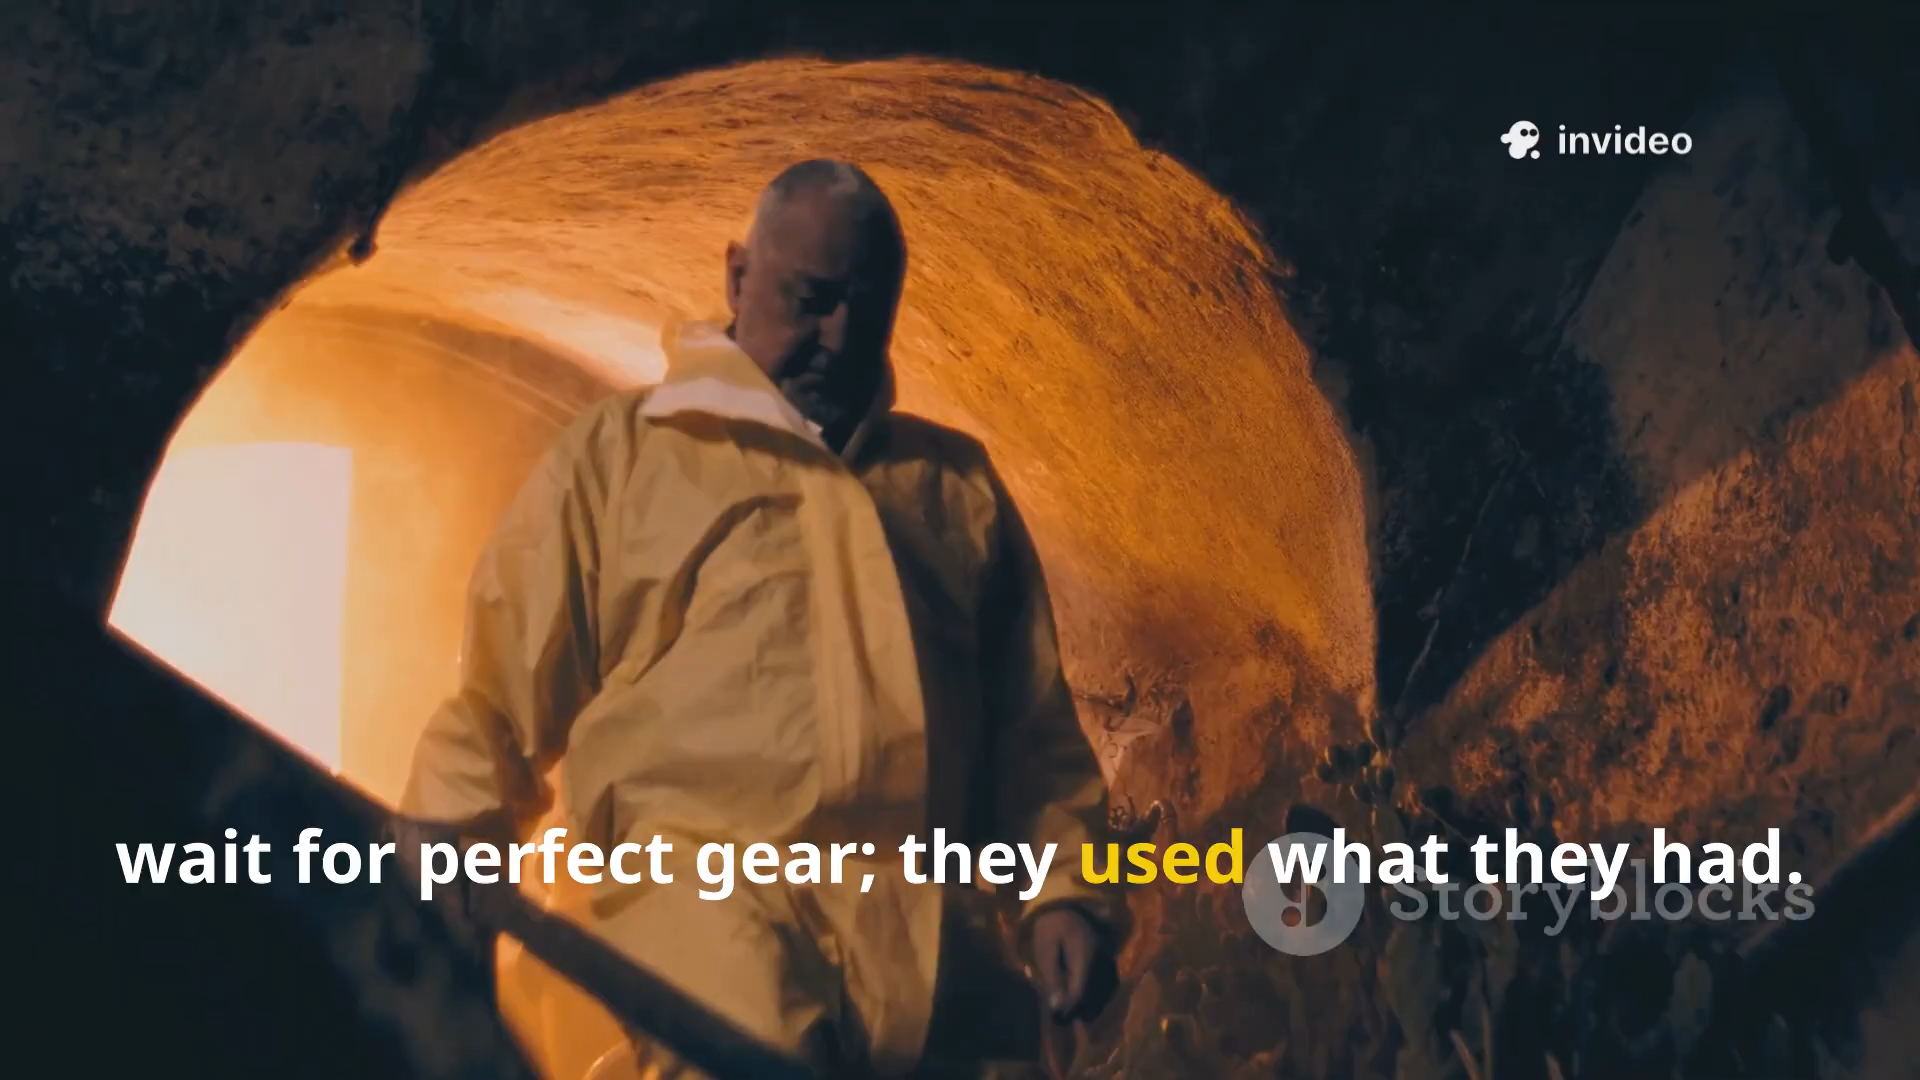 invideo
wait for perfect gear; they used what they had.
Storyblocks